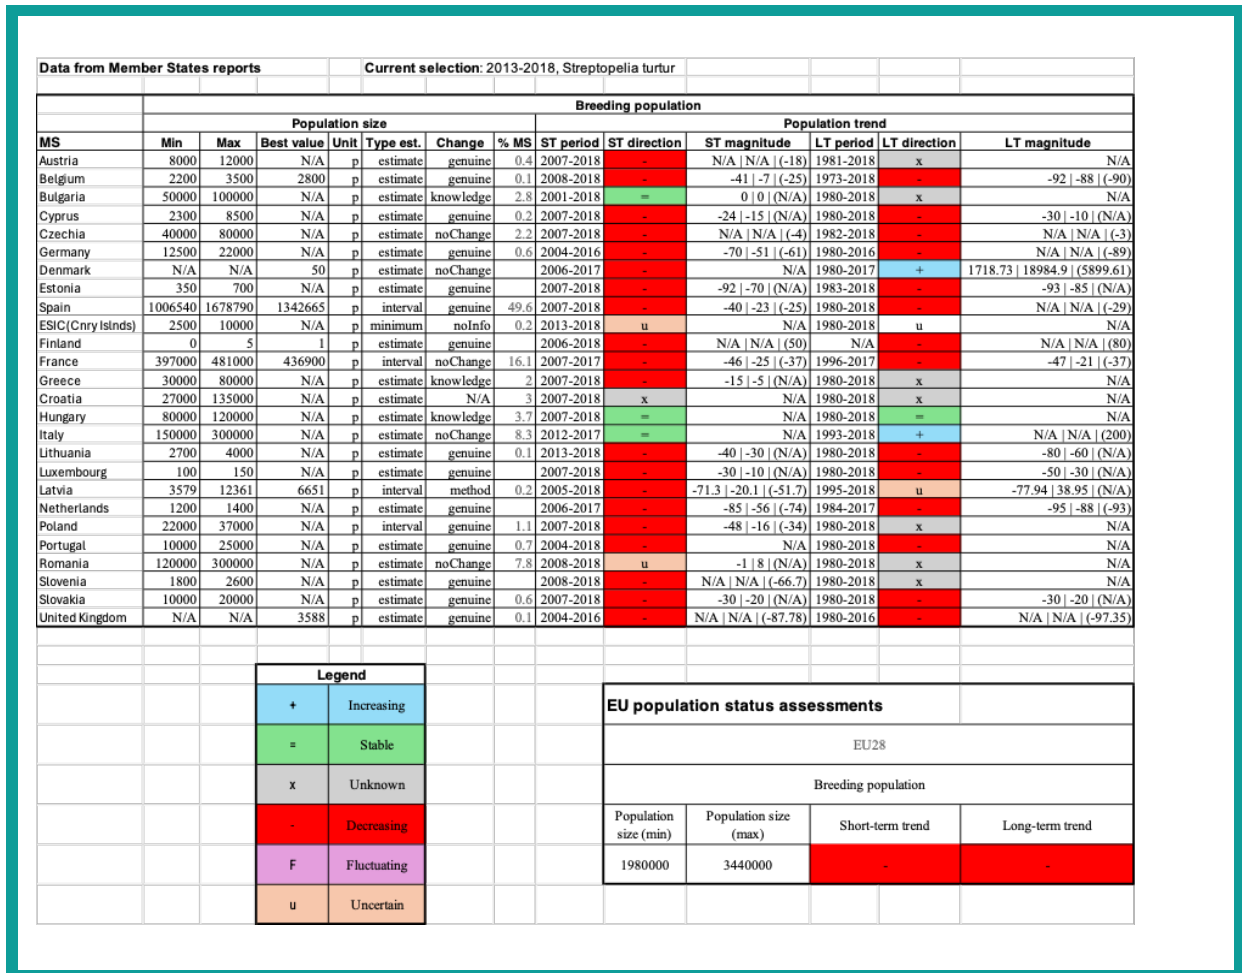 Data from Member States reports Current selection: 2013-2018, Streptopelia turtur
Breeding population
Population size Population trend
MS Min Max Best value Unit Type est. Change % MS ST period ST direction ST magnitude LT period LT direction LT magnitude
Austria 8000 12000 N/A p estimate genuine 0.4 2007-2018 - N/A | N/A | (-18) 1981-2018 x N/A
Belgium 2200 3500 2800 p estimate genuine 0.1 2008-2018 - -41 | -7 | (-25) 1973-2018 - -92 | -88 | (-90)
Bulgaria 50000 100000 N/A p estimate knowledge 2.8 2001-2018 = 0 | 0 | (N/A) 1980-2018 x N/A
Cyprus 2300 8500 N/A p estimate genuine 0.2 2007-2018 - -24 | -15 | (N/A) 1980-2018 - -30 | -10 | (N/A)
Czechia 40000 80000 N/A p estimate noChange 2.2 2007-2018 - N/A | N/A | (-4) 1982-2018 - N/A | N/A | (-3)
Germany 12500 22000 N/A p estimate genuine 0.6 2004-2016 - -70 | -51 | (-61) 1980-2016 - N/A | N/A | (-89)
Denmark N/A N/A 50 p estimate noChange 2006-2017 - N/A 1980-2017 + 1718.73 | 18984.9 | (5899.61)
Estonia 350 700 N/A p estimate genuine 2007-2018 - -92 | -70 | (N/A) 1983-2018 - -93 | -85 | (N/A)
Spain 1006540 1678790 1342665 p interval genuine 49.6 2007-2018 - -40 | -23 | (-25) 1980-2018 - N/A | N/A | (-29)
ESIC(Cnry Islnds) 2500 10000 N/A p minimum noInfo 0.2 2013-2018 u N/A 1980-2018 u N/A
Finland 0 5 1 p estimate genuine 2006-2018 - N/A | N/A | (50) N/A - N/A | N/A | (80)
France 397000 481000 436900 p interval noChange 16.1 2007-2017 - -46 | -25 | (-37) 1996-2017 - -47 | -21 | (-37)
Greece 30000 80000 N/A p estimate knowledge 2 2007-2018 - -15 | -5 | (N/A) 1980-2018 x N/A
Croatia 27000 135000 N/A p estimate N/A 3 2007-2018 x N/A 1980-2018 x N/A
Hungary 80000 120000 N/A p estimate knowledge 3.7 2007-2018 = N/A 1980-2018 = N/A
Italy 150000 300000 N/A p estimate noChange 8.3 2012-2017 = N/A 1993-2018 + N/A | N/A | (200)
Lithuania 2700 4000 N/A p estimate genuine 0.1 2013-2018 - -40 | -30 | (N/A) 1980-2018 - -80 | -60 | (N/A)
Luxembourg 100 150 N/A p estimate genuine 2007-2018 - -30 | -10 | (N/A) 1980-2018 - -50 | -30 | (N/A)
Latvia 3579 12361 6651 p interval method 0.2 2005-2018 - -71.3 | -20.1 | (-51.7) 1995-2018 u -77.94 | 38.95 | (N/A)
Netherlands 1200 1400 N/A p estimate genuine 2006-2017 - -85 | -56 | (-74) 1984-2017 - -95 | -88 | (-93)
Poland 22000 37000 N/A p interval genuine 1.1 2007-2018 - -48 | -16 | (-34) 1980-2018 x N/A
Portugal 10000 25000 N/A p estimate genuine 0.7 2004-2018 - N/A 1980-2018 - N/A
Romania 120000 300000 N/A p estimate noChange 7.8 2008-2018 u -1 | 8 | (N/A) 1980-2018 x N/A
Slovenia 1800 2600 N/A p estimate genuine 2008-2018 - N/A | N/A | (-66.7) 1980-2018 x N/A
Slovakia 10000 20000 N/A p estimate genuine 0.6 2007-2018 - -30 | -20 | (N/A) 1980-2018 - -30 | -20 | (N/A)
United Kingdom N/A N/A 3588 p estimate genuine 0.1 2004-2016 - N/A | N/A | (-87.78) 1980-2016 - N/A | N/A | (-97.35)
Legend
+ Increasing
= Stable
x Unknown
- Decreasing
F Fluctuating
u Uncertain
EU population status assessments
EU28
Breeding population
Population size (min) Population size (max) Short-term trend Long-term trend
1980000 3440000 - -